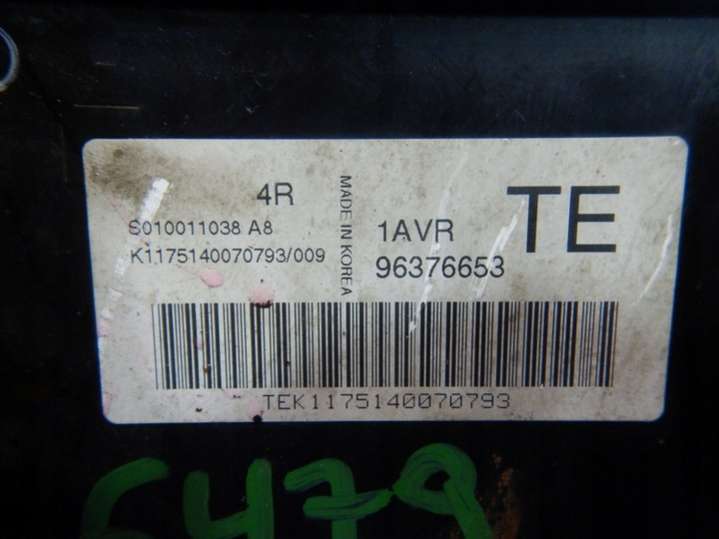 4R
S010011038 A8
K1175140070793/009
MADE IN KOREA
1AVR
96376653
TE
TEK1175140070793